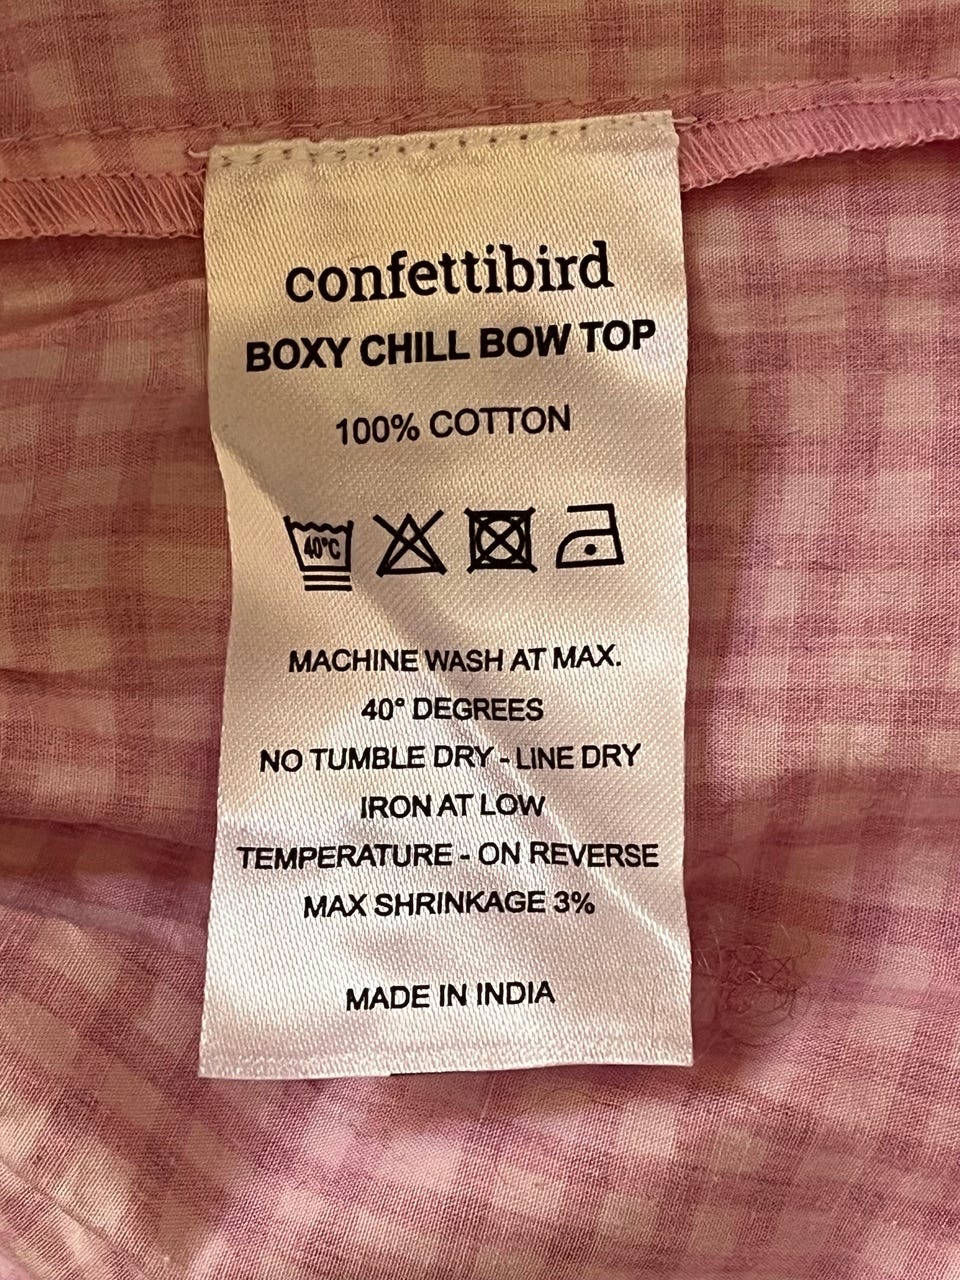 confettibird
BOXY CHILL BOW TOP
100% COTTON
40°C
MACHINE WASH AT MAX.
40° DEGREES
NO TUMBLE DRY - LINE DRY
IRON AT LOW
TEMPERATURE - ON REVERSE
MAX SHRINKAGE 3%
MADE IN INDIA